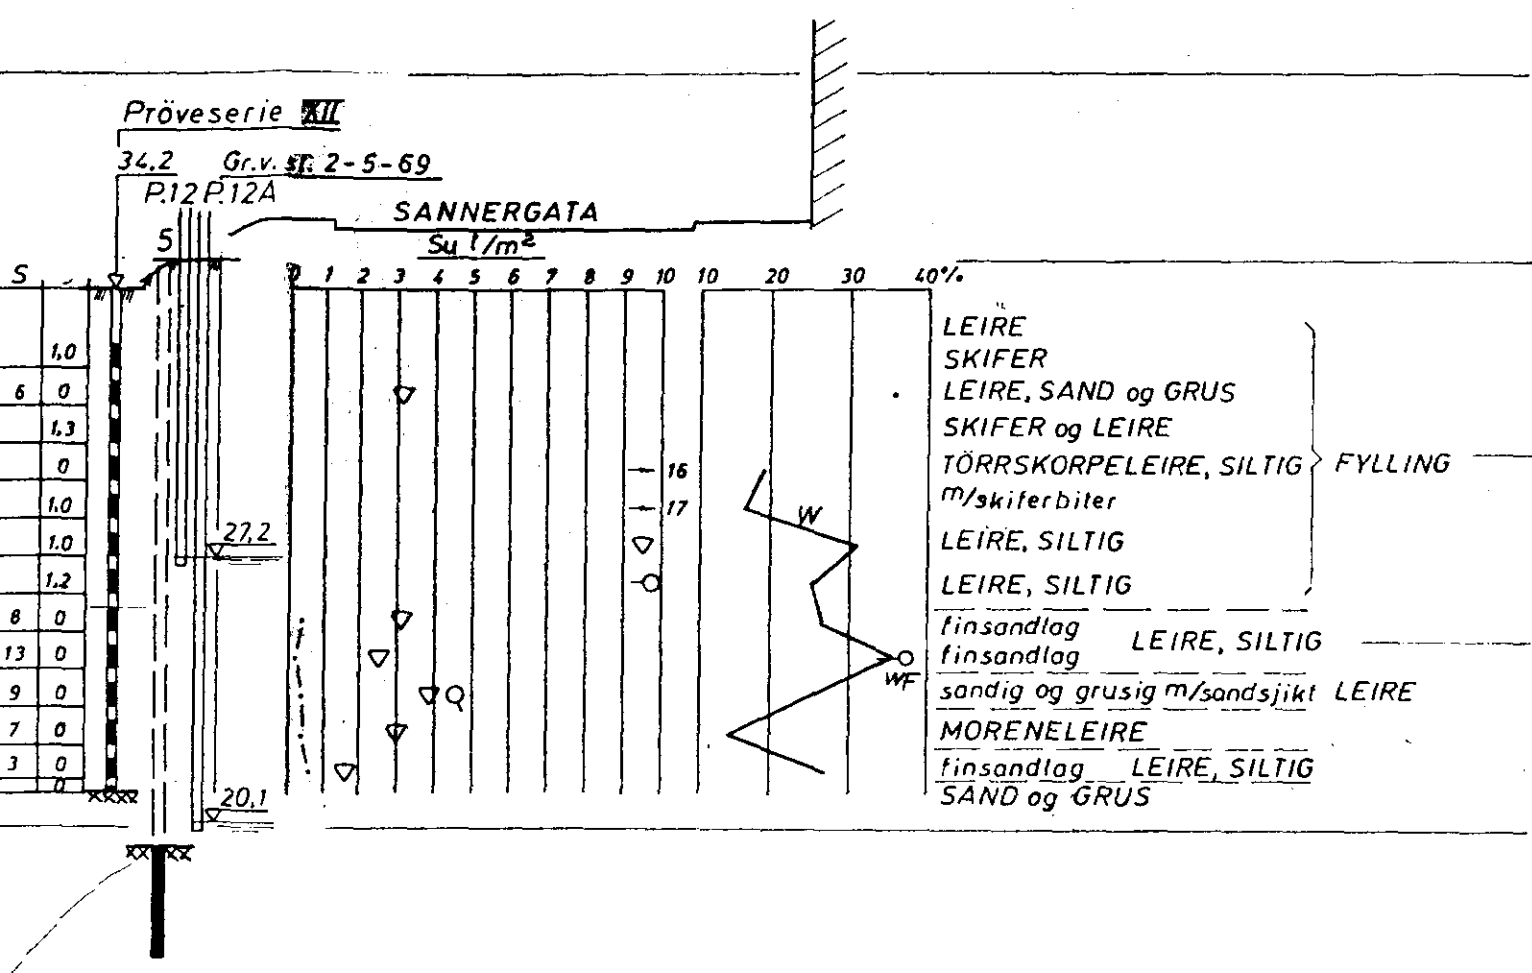 Pröveserie XII
34.2 Gr.v. st. 2-5-69
P.12 P.12A
SANNERGATA
5 Su t/m²
S 0 1 2 3 4 5 6 7 8 9 10 10 20 30 40%
LEIRE
1,0 SKIFER
6 0 LEIRE, SAND og GRUS
1,3 SKIFER og LEIRE
0 16 TÖRRSKORPELEIRE, SILTIG FYLLING
1,0 17 m/skiferbiter
W
27,2
1,0 LEIRE, SILTIG
1,2 LEIRE, SILTIG
8 0 finsandlag LEIRE, SILTIG
13 0 finsandlag
WF
9 0 sandig og grusig m/sandsjikt LEIRE
7 0 MORENELEIRE
3 0 finsandlag LEIRE, SILTIG
0 SAND og GRUS
20,1